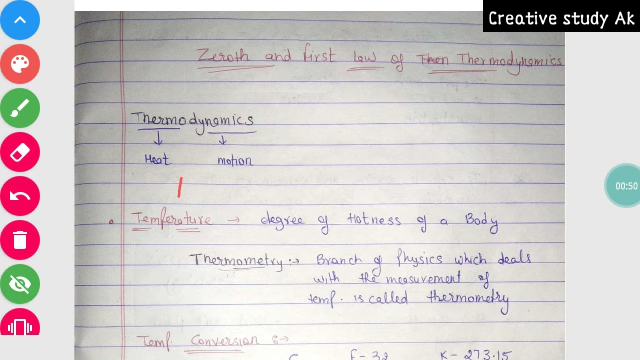 Creative study Ak
Zeroth and first law of Then Thermodynamics
Thermodynamics
Heat motion
00:50
Temperature → degree of Hotness of a Body
Thermometry:- Branch of Physics which deals
with the measurement of
temp. is called thermometry
Temp Conversion :-
C F-32 K-273.15